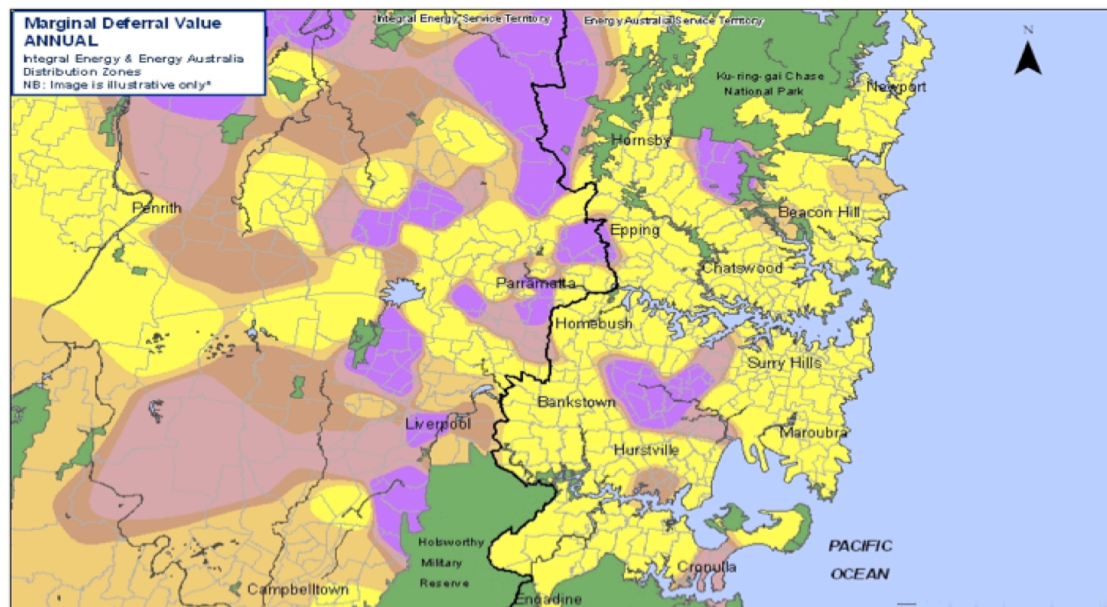 Marginal Deferral Value
ANNUAL
Integral Energy & Energy Australia
Distribution Zones
NB: Image is illustrative only*
Integral Energy Service Territory
Energy Australia Service Territory
N
Ku-ring-gai Chase
National Park
Newport
Hornsby
Penrith
Beacon Hill
Epping
Chatswood
Parramatta
Homebush
Surry Hills
Bankstown
Liverpool
Maroubra
Hurstville
Holsworthy
Military
Reserve
PACIFIC
OCEAN
Cronulla
Campbelltown
Engadine